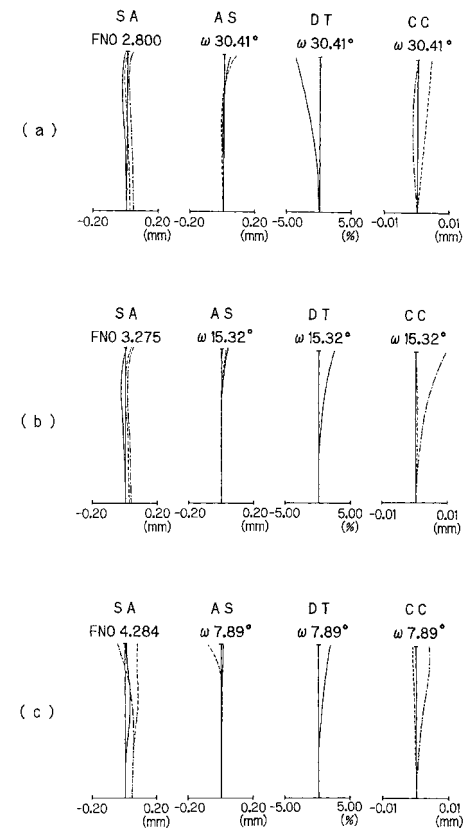 SA AS DT CC
FNO 2.800 ω 30.41° ω 30.41° ω 30.41°
(a)
-0.20 0.20 -0.20 0.20 -5.00 5.00 -0.01 0.01
(mm) (mm) (%) (mm)
SA AS DT CC
FNO 3.275 ω 15.32° ω 15.32° ω 15.32°
(b)
-0.20 0.20 -0.20 0.20 -5.00 5.00 -0.01 0.01
(mm) (mm) (%) (mm)
SA AS DT CC
FNO 4.284 ω 7.89° ω 7.89° ω 7.89°
(c)
-0.20 0.20 -0.20 0.20 -5.00 5.00 -0.01 0.01
(mm) (mm) (%) (mm)